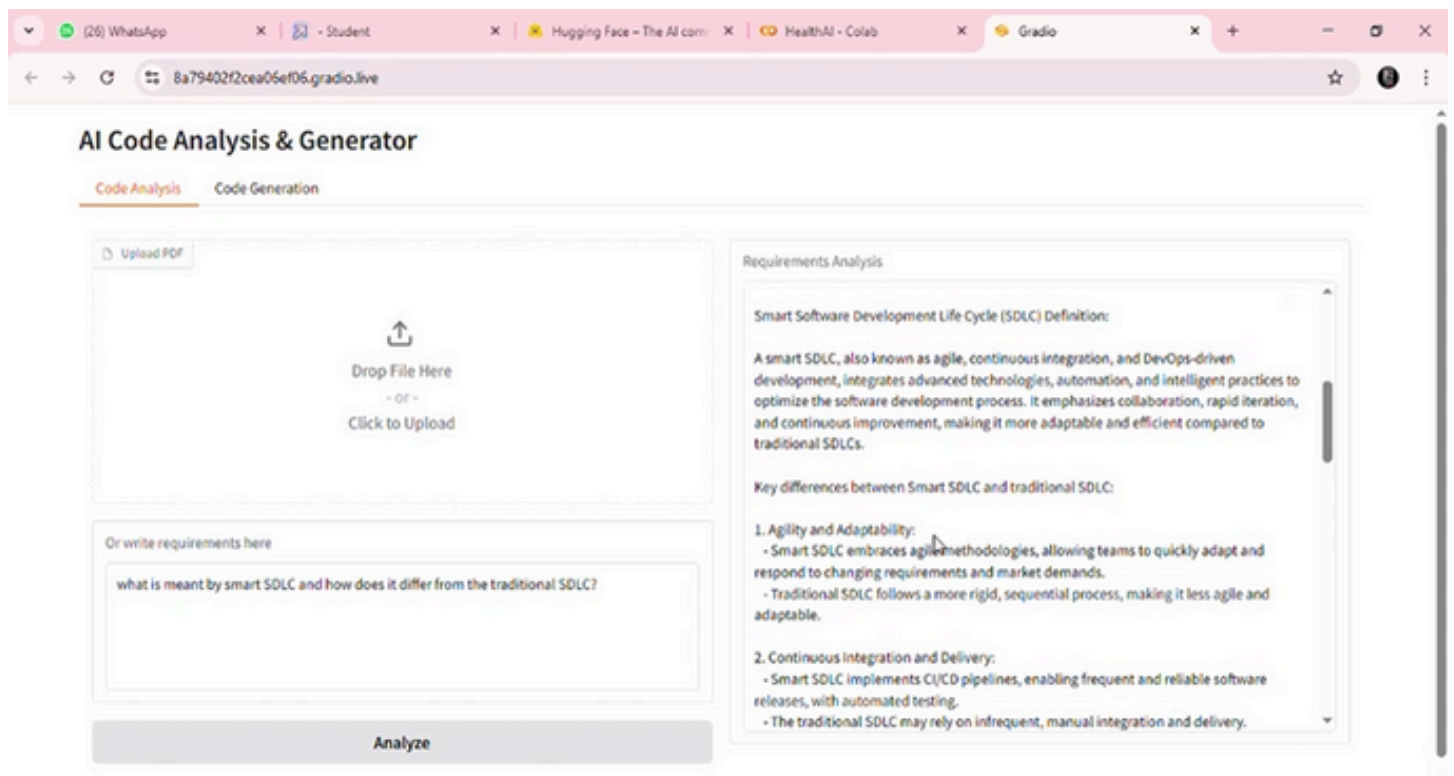 (26) WhatsApp
- Student
Hugging Face – The AI com
HealthAI - Colab
Gradio
8a79402f2cea06ef06.gradio.live
AI Code Analysis & Generator
Code Analysis
Code Generation
Upload PDF
Drop File Here
- or -
Click to Upload
Or write requirements here
what is meant by smart SDLC and how does it differ from the traditional SDLC?
Analyze
Requirements Analysis
Smart Software Development Life Cycle (SDLC) Definition:
A smart SDLC, also known as agile, continuous integration, and DevOps-driven
development, integrates advanced technologies, automation, and intelligent practices to
optimize the software development process. It emphasizes collaboration, rapid iteration,
and continuous improvement, making it more adaptable and efficient compared to
traditional SDLCs.
Key differences between Smart SDLC and traditional SDLC:
1. Agility and Adaptability:
- Smart SDLC embraces agile methodologies, allowing teams to quickly adapt and
respond to changing requirements and market demands.
- Traditional SDLC follows a more rigid, sequential process, making it less agile and
adaptable.
2. Continuous Integration and Delivery:
- Smart SDLC implements CI/CD pipelines, enabling frequent and reliable software
releases, with automated testing.
- The traditional SDLC may rely on infrequent, manual integration and delivery.